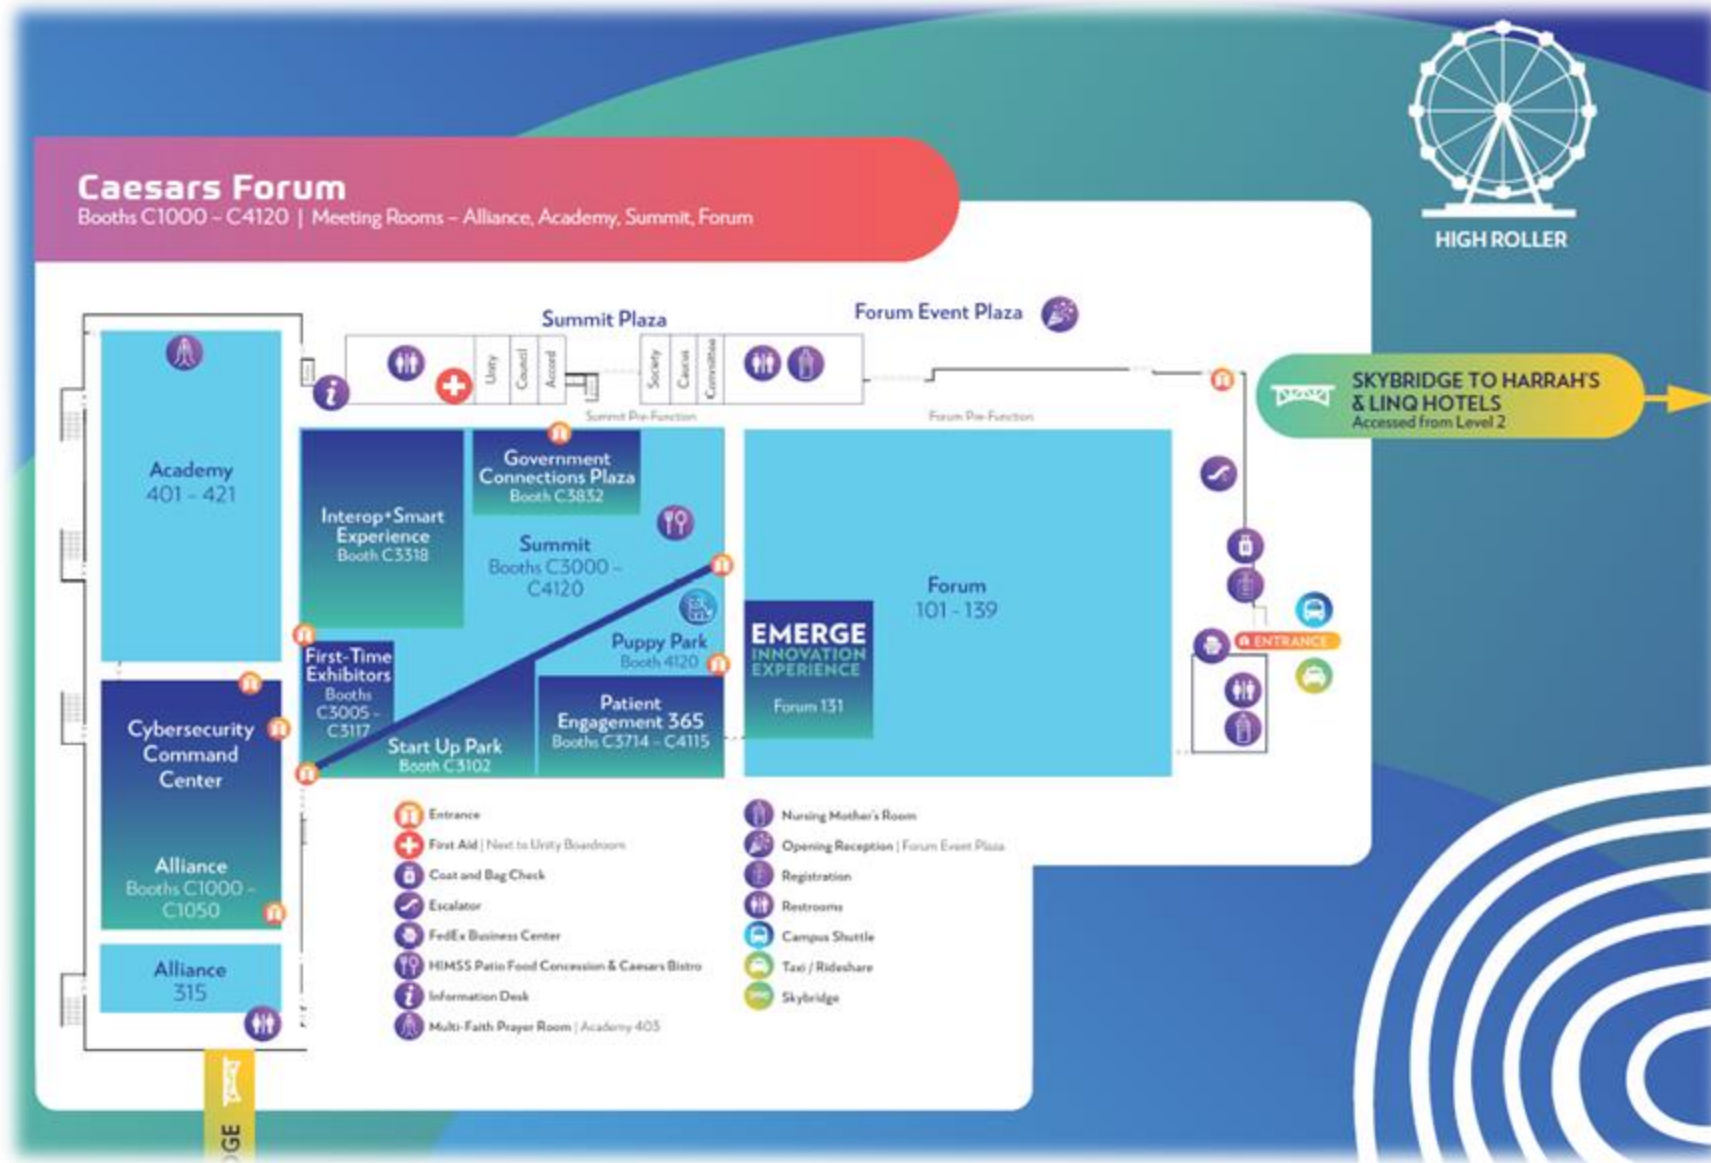 Caesars Forum
Booths C1000 – C4120 | Meeting Rooms – Alliance, Academy, Summit, Forum
HIGH ROLLER
Summit Plaza
Forum Event Plaza
Unity
Council
Accord
Society
Caucus
Committee
Summit Pre-Function
Forum Pre-Function
SKYBRIDGE TO HARRAH'S
& LINQ HOTELS
Accessed from Level 2
Academy
401 – 421
Government
Connections Plaza
Booth C3832
Interop+Smart
Experience
Booth C3318
Summit
Booths C3000 –
C4120
Forum
101 - 139
Puppy Park
Booth 4120
EMERGE
INNOVATION
EXPERIENCE
Forum 131
ENTRANCE
First-Time
Exhibitors
Booths
C3005 –
C3117
Start Up Park
Booth C3102
Patient
Engagement 365
Booths C3714 – C4115
Cybersecurity
Command
Center
Alliance
Booths C1000 –
C1050
Alliance
315
Entrance
First Aid | Next to Unity Boardroom
Coat and Bag Check
Escalator
FedEx Business Center
HIMSS Patio Food Concession & Caesars Bistro
Information Desk
Multi-Faith Prayer Room | Academy 403
Nursing Mother's Room
Opening Reception | Forum Event Plaza
Registration
Restrooms
Campus Shuttle
Taxi / Rideshare
Skybridge